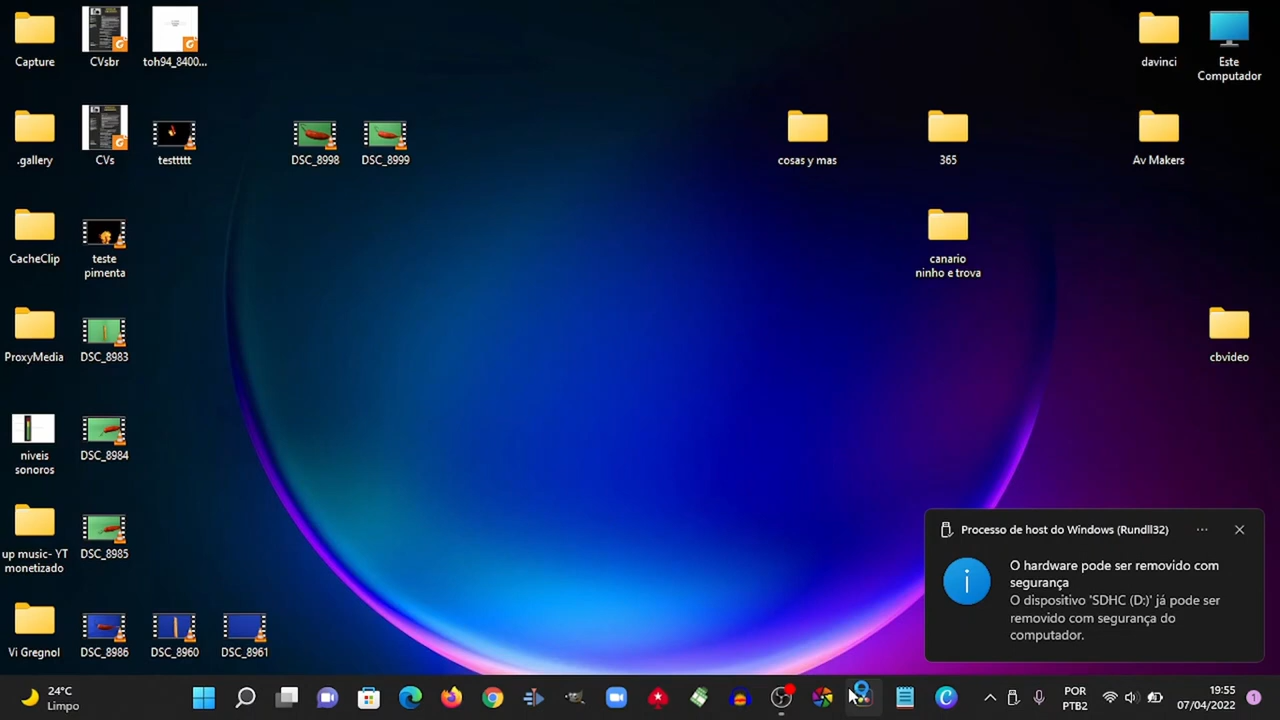 Capture
CVsbr
toh94_8400...
davinci
Este
Computador
.gallery
CVs
testtttt
DSC_8998
DSC_8999
cosas y mas
365
Av Makers
CacheClip
teste
pimenta
canario
ninho e trova
ProxyMedia
DSC_8983
cbvideo
niveis
sonoros
DSC_8984
up music- YT
monetizado
DSC_8985
Vi Gregnol
DSC_8986
DSC_8960
DSC_8961
Processo de host do Windows (Rundll32)
O hardware pode ser removido com
segurança
O dispositivo 'SDHC (D:)' já pode ser
removido com segurança do
computador.
24°C
Limpo
POR
PTB2
19:55
07/04/2022
1